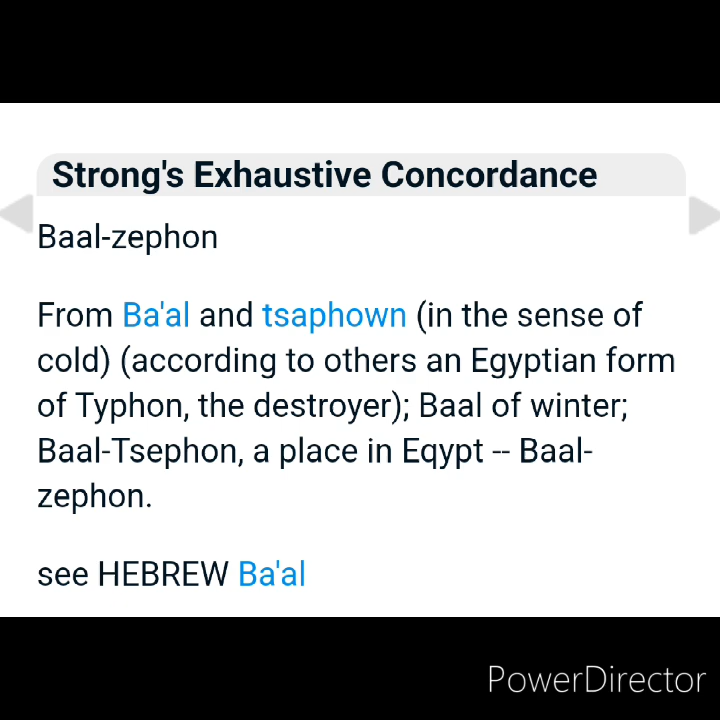 Strong's Exhaustive Concordance
Baal-zephon
From Ba'al and tsaphown (in the sense of
cold) (according to others an Egyptian form
of Typhon, the destroyer); Baal of winter;
Baal-Tsephon, a place in Eqypt -- Baal-
zephon.
see HEBREW Ba'al
PowerDirector